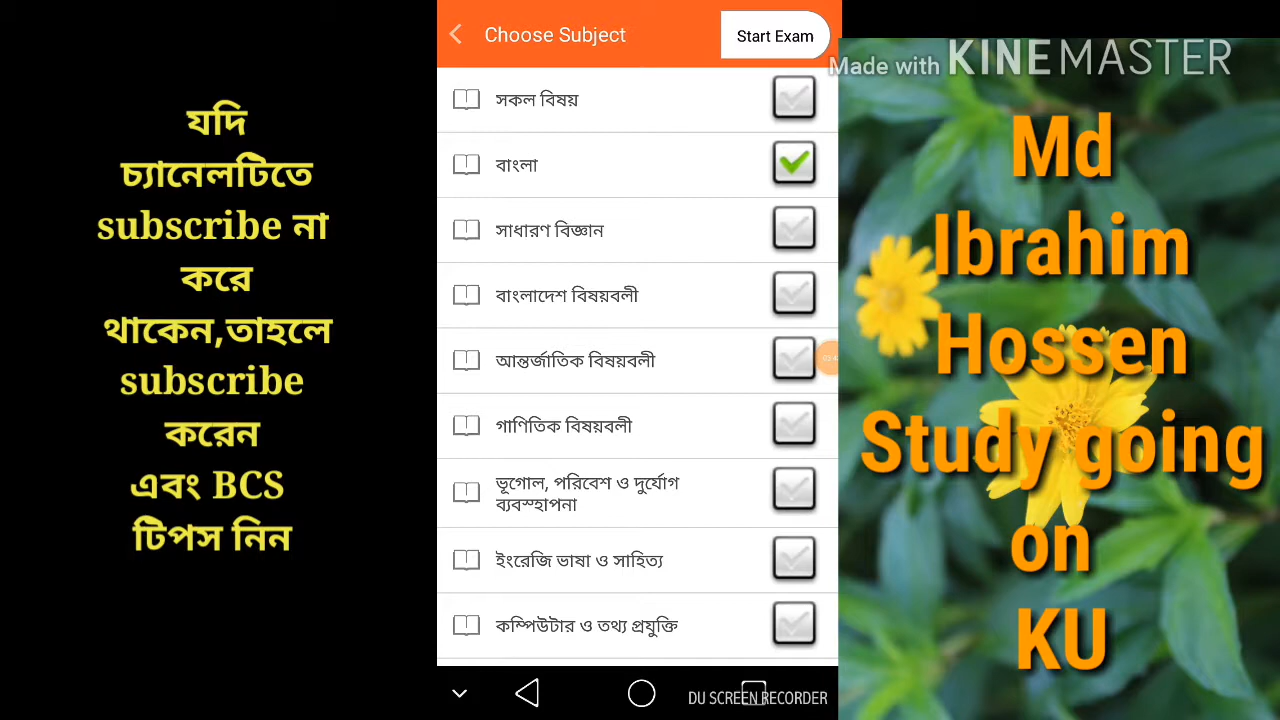 যদি
চ্যানেলটিতে
subscribe না
করে
থাকেন,তাহলে
subscribe
করেন
এবং BCS
টিপস নিন
Choose Subject
Start Exam
সকল বিষয়
বাংলা
সাধারণ বিজ্ঞান
বাংলাদেশ বিষয়বলী
আন্তর্জাতিক বিষয়বলী
গাণিতিক বিষয়বলী
ভূগোল, পরিবেশ ও দুর্যোগ
ব্যবস্হাপনা
ইংরেজি ভাষা ও সাহিত্য
কম্পিউটার ও তথ্য প্রযুক্তি
DU SCREEN RECORDER
Made with KINEMASTER
Md
Ibrahim
Hossen
Study going
on
KU